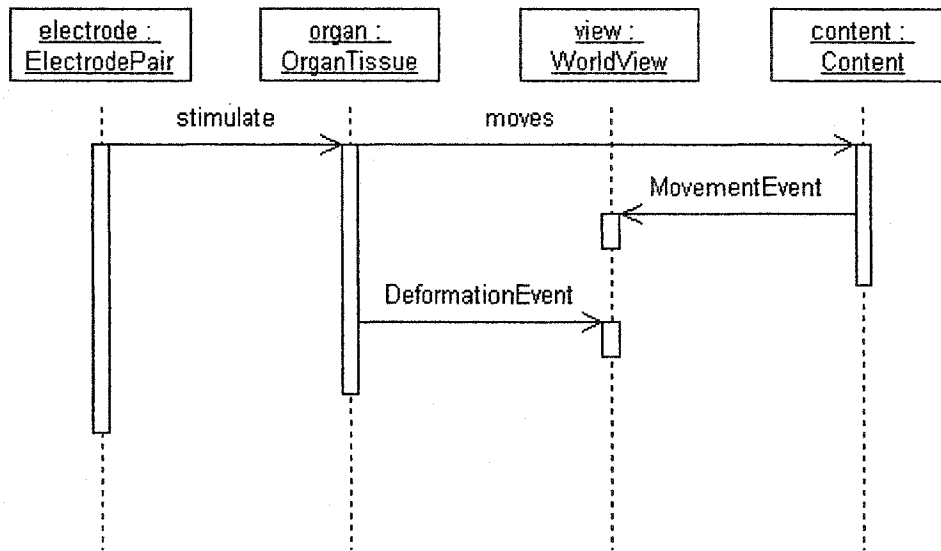 electrode :
ElectrodePair
organ :
OrganTissue
view :
WorldView
content :
Content
stimulate
moves
MovementEvent
DeformationEvent